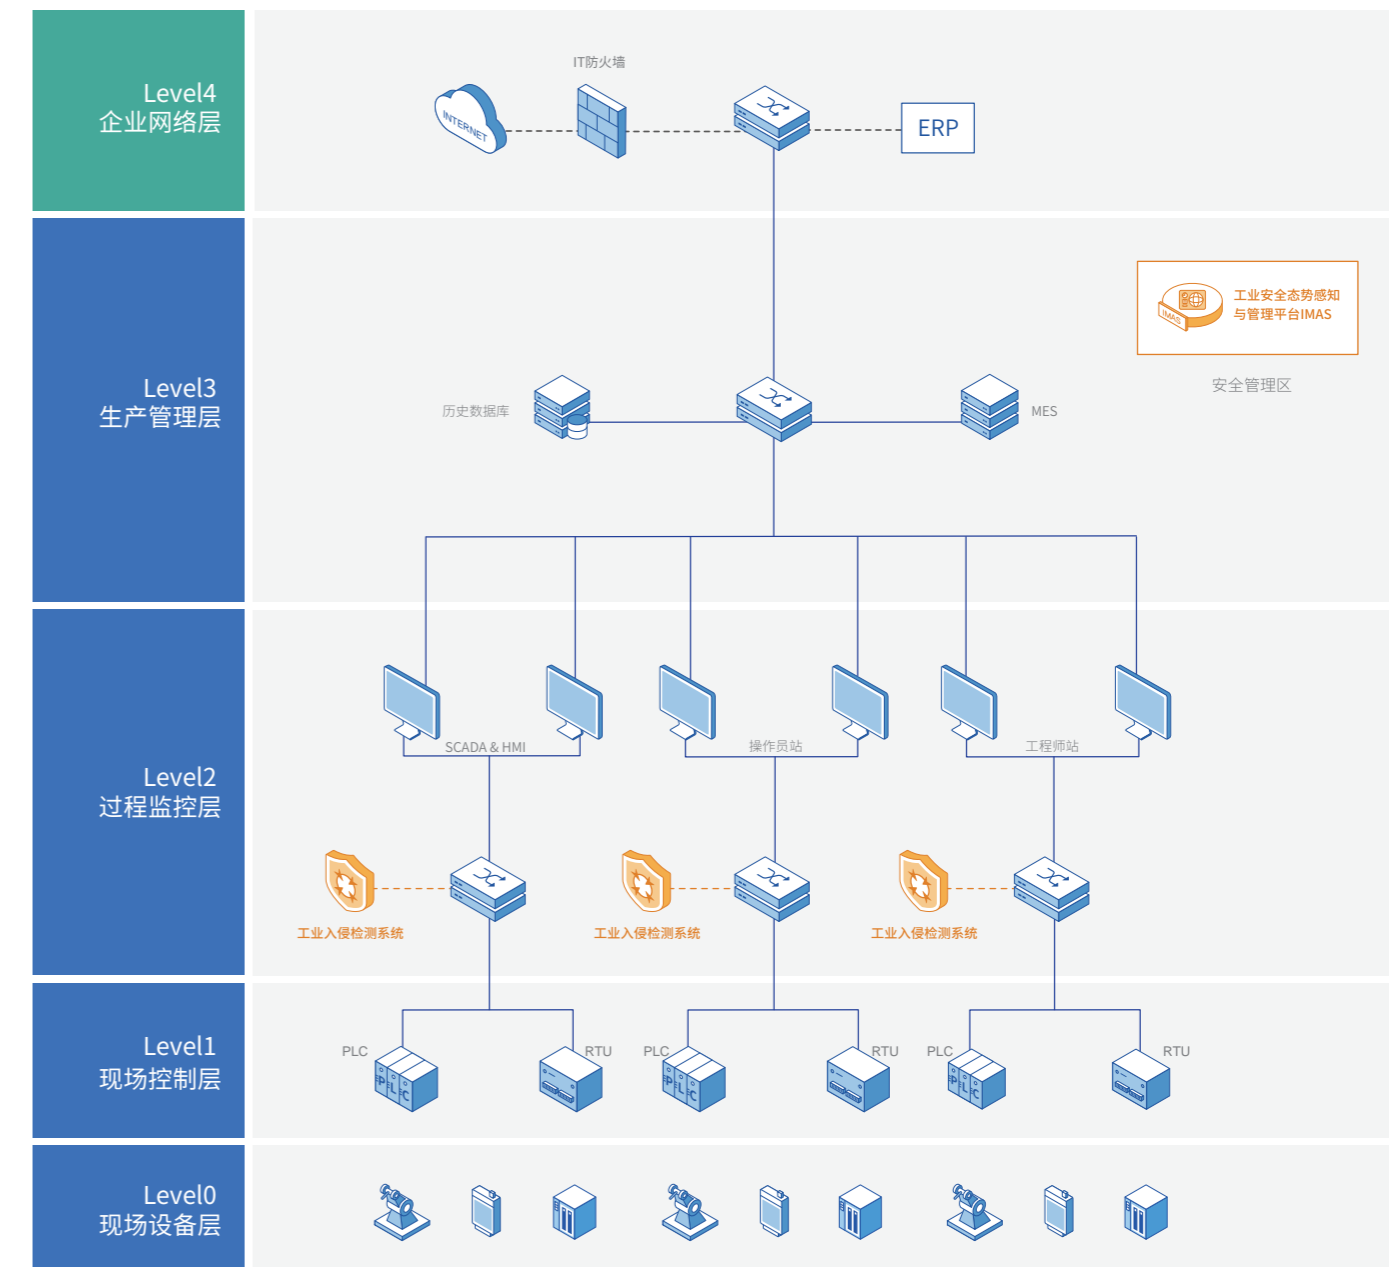 Level4
企业网络层
IT防火墙
INTERNET
ERP
Level3
生产管理层
IMAS
工业安全态势感知
与管理平台IMAS
安全管理区
历史数据库
MES
Level2
过程监控层
SCADA & HMI
操作员站
工程师站
工业入侵检测系统
工业入侵检测系统
工业入侵检测系统
Level1
现场控制层
PLC
PLC
RTU
PLC
PLC
RTU
PLC
PLC
RTU
Level0
现场设备层